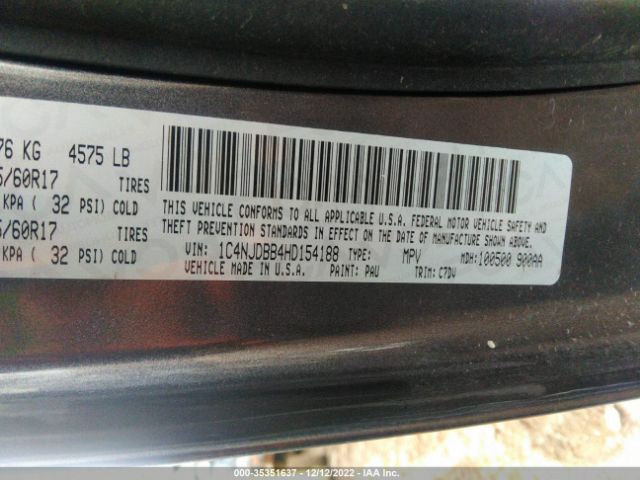 76 KG 4575 LB
/60R17 TIRES
KPA ( 32 PSI) COLD
/60R17 TIRES
KPA ( 32 PSI) COLD
THIS VEHICLE CONFORMS TO ALL APPLICABLE U.S.A. FEDERAL MOTOR VEHICLE SAFETY AND
THEFT PREVENTION STANDARDS IN EFFECT ON THE DATE OF MANUFACTURE SHOWN ABOVE.
VIN: 1C4NJDBB4HD154188 TYPE: MPV MDH:100500 900AA
VEHICLE MADE IN U.S.A. PAINT: PAU TRIM: C7DV
000-35351637 - 12/12/2022 - IAA Inc.